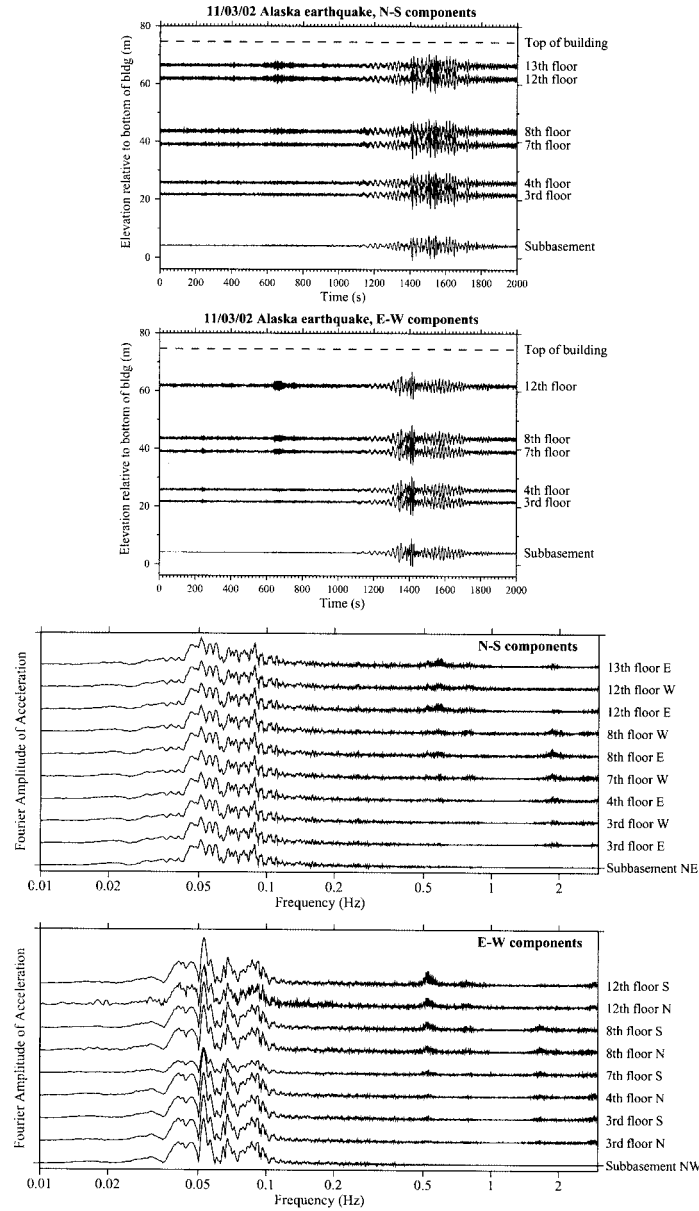 11/03/02 Alaska earthquake, N-S components
Elevation relative to bottom of bldg (m)
80
60
40
20
0
Top of building
13th floor
12th floor
8th floor
7th floor
4th floor
3rd floor
Subbasement
0 200 400 600 800 1000 1200 1400 1600 1800 2000
Time (s)
11/03/02 Alaska earthquake, E-W components
Elevation relative to bottom of bldg (m)
80
60
40
20
0
Top of building
12th floor
8th floor
7th floor
4th floor
3rd floor
Subbasement
0 200 400 600 800 1000 1200 1400 1600 1800 2000
Time (s)
N-S components
Fourier Amplitude of Acceleration
13th floor E
12th floor W
12th floor E
8th floor W
8th floor E
7th floor W
4th floor E
3rd floor W
3rd floor E
Subbasement NE
0.01 0.02 0.05 0.1 0.2 0.5 1 2
Frequency (Hz)
E-W components
Fourier Amplitude of Acceleration
12th floor S
12th floor N
8th floor S
8th floor N
7th floor S
4th floor N
3rd floor S
3rd floor N
Subbasement NW
0.01 0.02 0.05 0.1 0.2 0.5 1 2
Frequency (Hz)